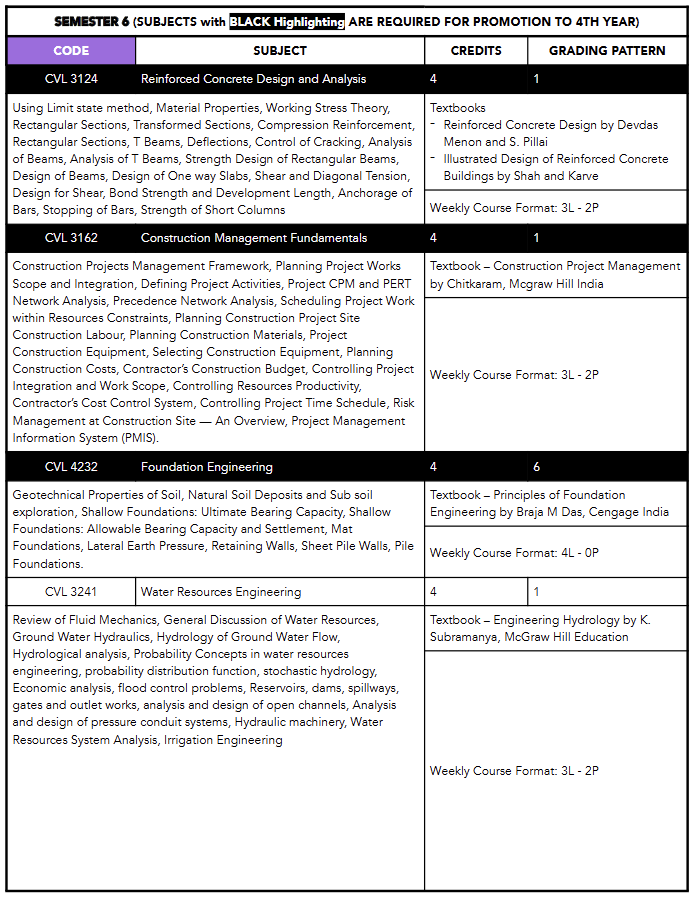 SEMESTER 6 (SUBJECTS with BLACK Highlighting ARE REQUIRED FOR PROMOTION TO 4TH YEAR)
CODE SUBJECT CREDITS GRADING PATTERN
CVL 3124 Reinforced Concrete Design and Analysis 4 1
Using Limit state method, Material Properties, Working Stress Theory,
Rectangular Sections, Transformed Sections, Compression Reinforcement,
Rectangular Sections, T Beams, Deflections, Control of Cracking, Analysis
of Beams, Analysis of T Beams, Strength Design of Rectangular Beams,
Design of Beams, Design of One way Slabs, Shear and Diagonal Tension,
Design for Shear, Bond Strength and Development Length, Anchorage of
Bars, Stopping of Bars, Strength of Short Columns
Textbooks
- Reinforced Concrete Design by Devdas
Menon and S. Pillai
- Illustrated Design of Reinforced Concrete
Buildings by Shah and Karve
Weekly Course Format: 3L - 2P
CVL 3162 Construction Management Fundamentals 4 1
Construction Projects Management Framework, Planning Project Works
Scope and Integration, Defining Project Activities, Project CPM and PERT
Network Analysis, Precedence Network Analysis, Scheduling Project Work
within Resources Constraints, Planning Construction Project Site
Construction Labour, Planning Construction Materials, Project
Construction Equipment, Selecting Construction Equipment, Planning
Construction Costs, Contractor's Construction Budget, Controlling Project
Integration and Work Scope, Controlling Resources Productivity,
Contractor's Cost Control System, Controlling Project Time Schedule, Risk
Management at Construction Site — An Overview, Project Management
Information System (PMIS).
Textbook – Construction Project Management
by Chitkaram, Mcgraw Hill India
Weekly Course Format: 3L - 2P
CVL 4232 Foundation Engineering 4 6
Geotechnical Properties of Soil, Natural Soil Deposits and Sub soil
exploration, Shallow Foundations: Ultimate Bearing Capacity, Shallow
Foundations: Allowable Bearing Capacity and Settlement, Mat
Foundations, Lateral Earth Pressure, Retaining Walls, Sheet Pile Walls, Pile
Foundations.
Textbook – Principles of Foundation
Engineering by Braja M Das, Cengage India
Weekly Course Format: 4L - 0P
CVL 3241 Water Resources Engineering 4 1
Review of Fluid Mechanics, General Discussion of Water Resources,
Ground Water Hydraulics, Hydrology of Ground Water Flow,
Hydrological analysis, Probability Concepts in water resources
engineering, probability distribution function, stochastic hydrology,
Economic analysis, flood control problems, Reservoirs, dams, spillways,
gates and outlet works, analysis and design of open channels, Analysis
and design of pressure conduit systems, Hydraulic machinery, Water
Resources System Analysis, Irrigation Engineering
Textbook – Engineering Hydrology by K.
Subramanya, McGraw Hill Education
Weekly Course Format: 3L - 2P